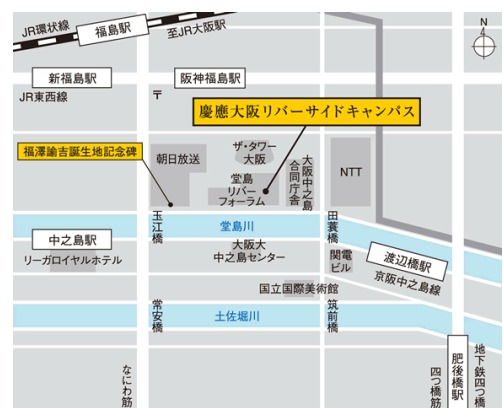 JR環状線
福島駅
至JR大阪駅
N
4
新福島駅
JR東西線
阪神福島駅
〒
慶應大阪リバーサイドキャンパス
福澤諭吉誕生地記念碑
朝日放送
ザ・タワー
大阪
堂島
リバー
フォーラム
大阪中之島
合同庁舎
NTT
玉江橋
堂島川
田蓑橋
中之島駅
リーガロイヤルホテル
大阪大
中之島センター
関電
ビル
渡辺橋駅
京阪中之島線
国立国際美術館
常安橋
土佐堀川
筑前橋
なにわ筋
四つ橋筋
肥後橋駅
地下鉄四つ橋